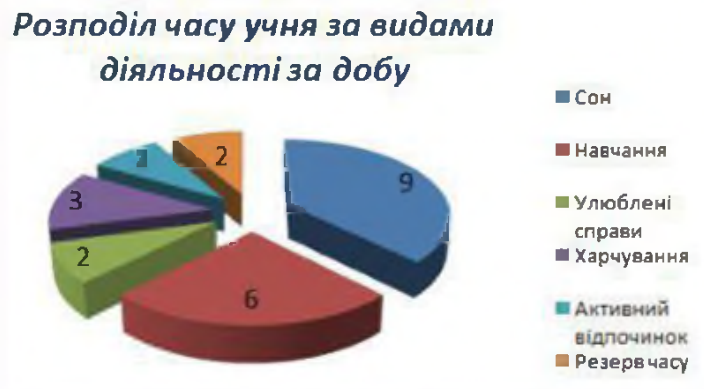 Розподіл часу учня за видами
діяльності за добу
2
9
3
2
6
Сон
Навчання
Улюблені
справи
Харчування
Активний
відпочинок
Резерв часу